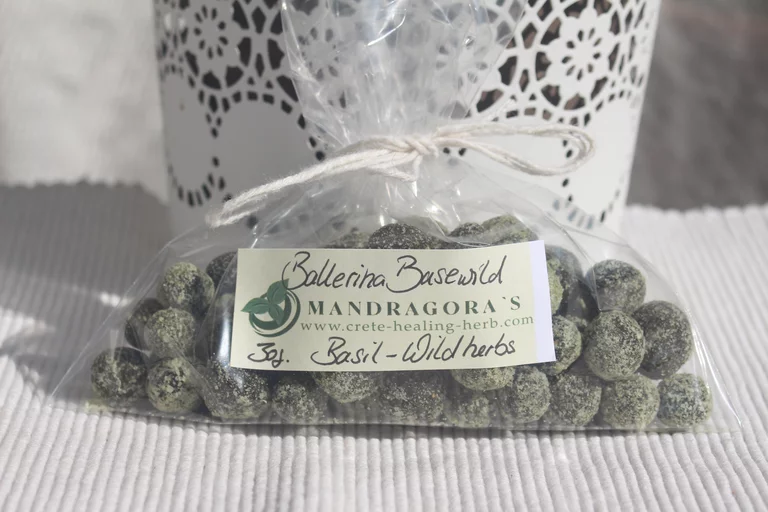 Ballerina Basewild
MANDRAGORA`S
www.crete-healing-herb.com
30g. Basil-Wildherbs